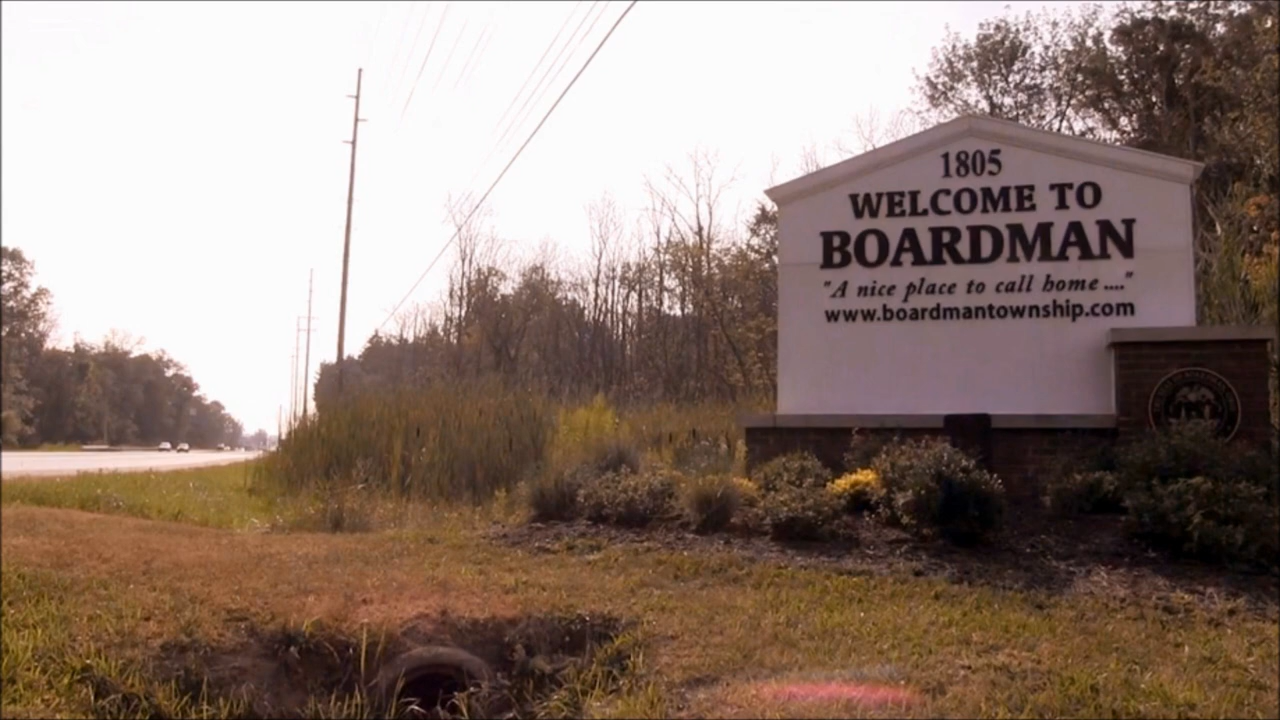 1805
WELCOME TO
BOARDMAN
"A nice place to call home ...."
www.boardmantownship.com